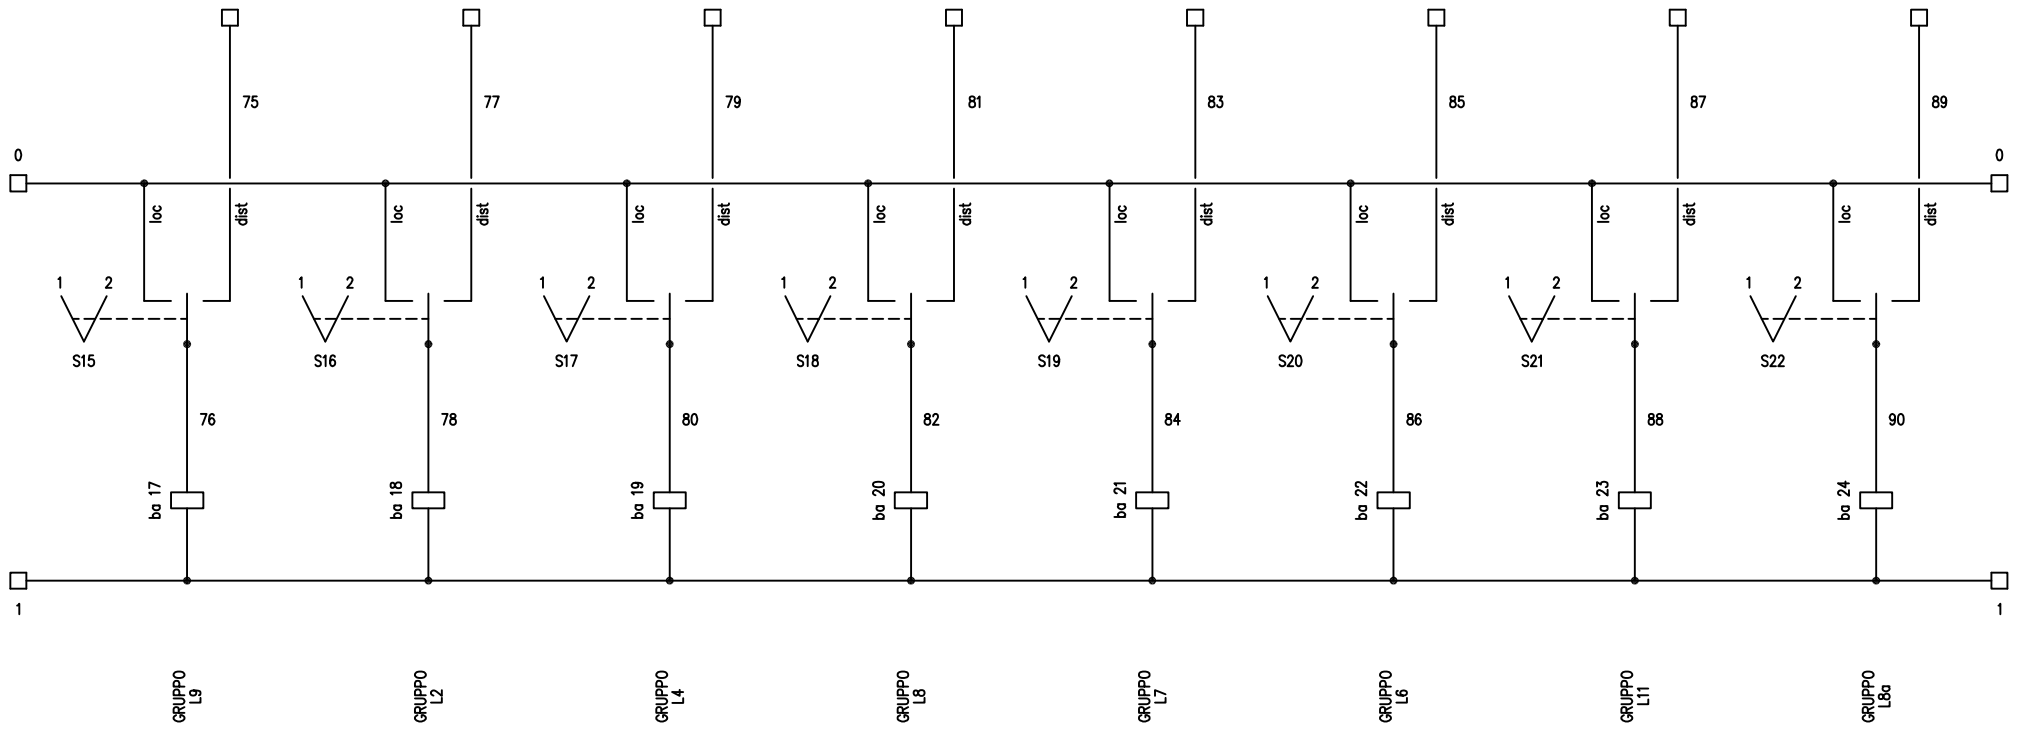 75 77 79 81 83 85 87 89
0 0
loc dist loc dist loc dist loc dist loc dist loc dist loc dist loc dist
1 2 1 2 1 2 1 2 1 2 1 2 1 2 1 2
S15 S16 S17 S18 S19 S20 S21 S22
76 78 80 82 84 86 88 90
ba 17 ba 18 ba 19 ba 20 ba 21 ba 22 ba 23 ba 24
1 1
GRUPPO
L9
GRUPPO
L2
GRUPPO
L4
GRUPPO
L8
GRUPPO
L7
GRUPPO
L6
GRUPPO
L11
GRUPPO
L8a